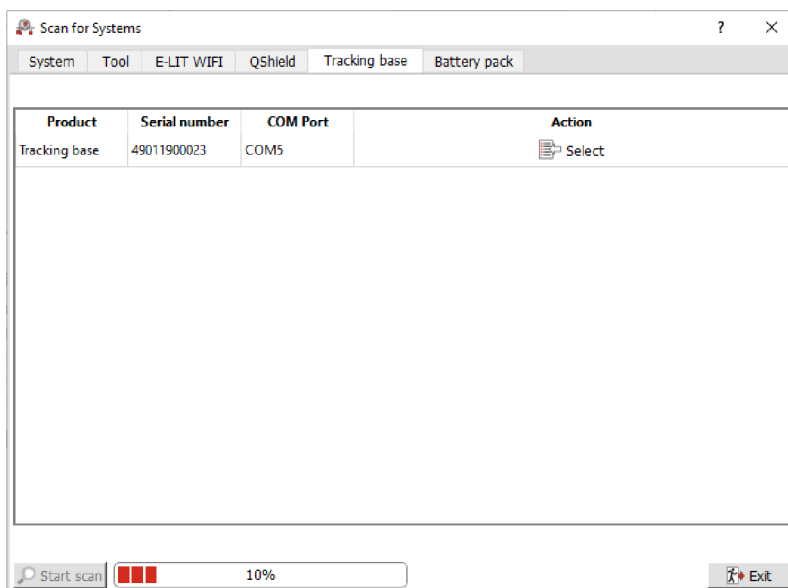 Scan for Systems ?
System Tool E-LIT WIFI QShield Tracking base Battery pack
Product Serial number COM Port Action
Tracking base 49011900023 COM5 Select
Start scan 10% Exit